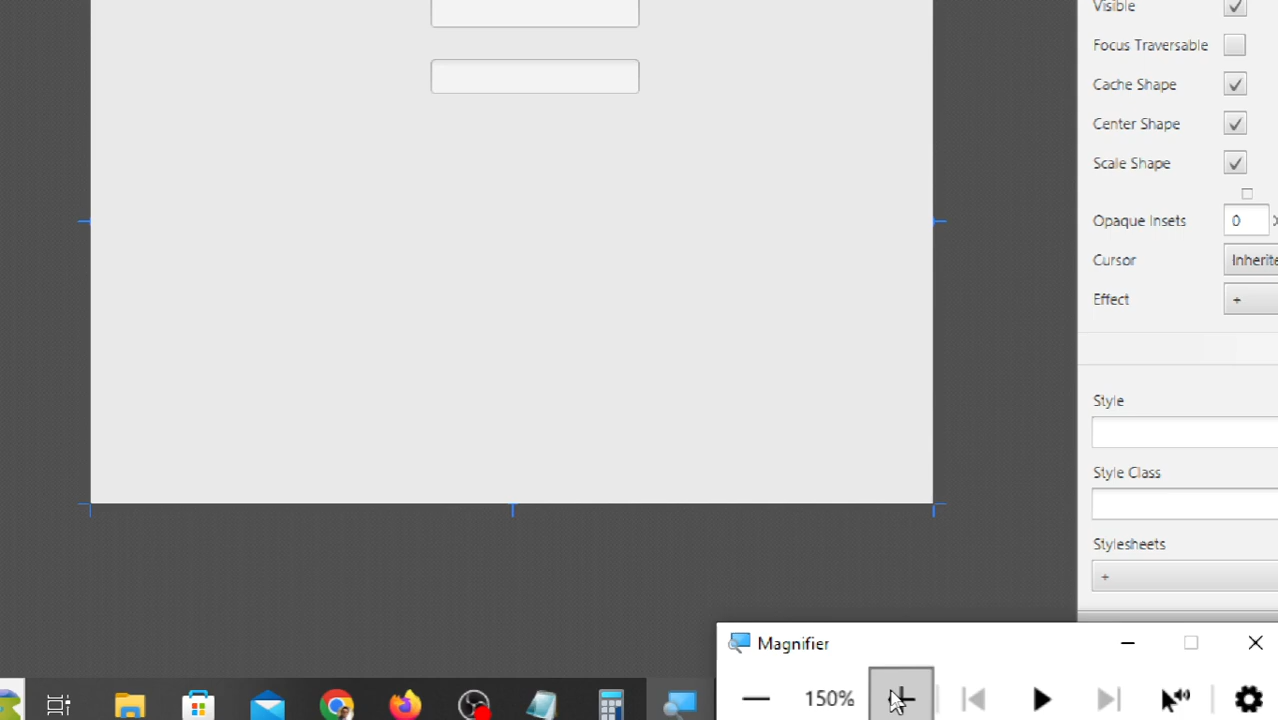 Visible
Focus Traversable
Cache Shape
Center Shape
Scale Shape
Opaque Insets 0
Cursor Inherite
Effect +
Style
Style Class
Stylesheets
+
Magnifier
150%